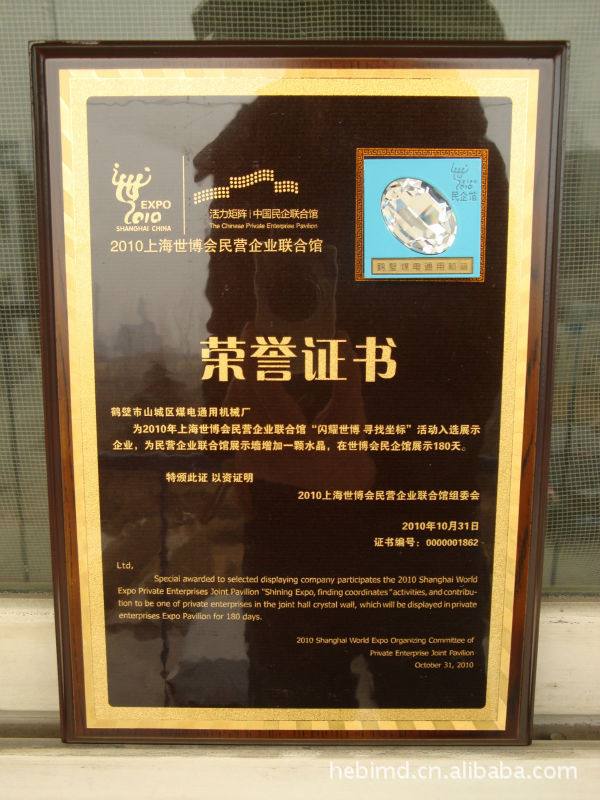 EXPO
2010
SHANGHAI CHINA
活力矩阵|中国民企联合馆
The Chinese Private Enterprise Pavilion
2010上海世博会民营企业联合馆
民企馆
鹤壁煤电通用机械
荣誉证书
鹤壁市山城区煤电通用机械厂
为2010年上海世博会民营企业联合馆“闪耀世博 寻找坐标”活动入选展示
企业,为民营企业联合馆展示墙增加一颗水晶,在世博会民企馆展示180天。
特颁此证 以资证明
2010上海世博会民营企业联合馆组委会
2010年10月31日
证书编号:0000001862
Ltd,
Special awarded to selected displaying company participates the 2010 Shanghai World
Expo Private Enterprises Joint Pavilion "Shining Expo, finding coordinates" activities, and contribu-
tion to be one of private enterprises in the joint hall crystal wall, which will be displayed in private
enterprises Expo Pavilion for 180 days.
2010 Shanghai World Expo Organizing Committee of
Private Enterprise Joint Pavilion
October 31, 2010
hebimd.cn.alibaba.com